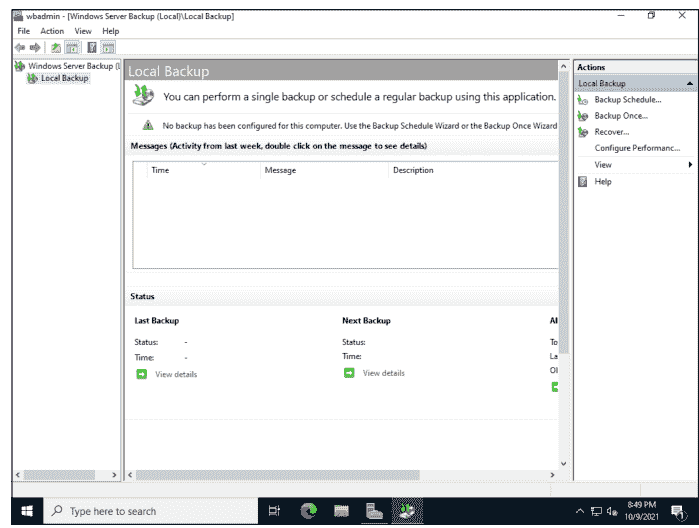 wbadmin - [Windows Server Backup (Local)\Local Backup]
File Action View Help
Windows Server Backup (L
Local Backup
Local Backup
You can perform a single backup or schedule a regular backup using this application.
No backup has been configured for this computer. Use the Backup Schedule Wizard or the Backup Once Wizard
Messages (Activity from last week, double click on the message to see details)
Time Message Description
Status
Last Backup Next Backup Al
Status: - Status: To
Time: - Time: La
View details View details Ol
Actions
Local Backup
Backup Schedule...
Backup Once...
Recover...
Configure Performanc...
View
Help
Type here to search
8:49 PM
10/9/2021